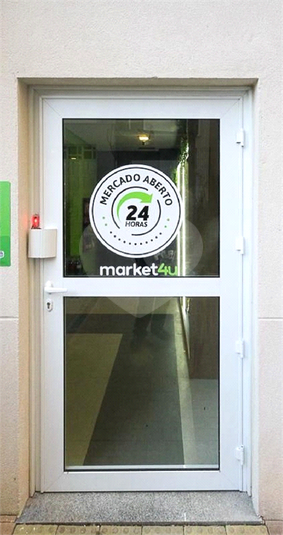 MERCADO ABERTO
24
HORAS
market4u